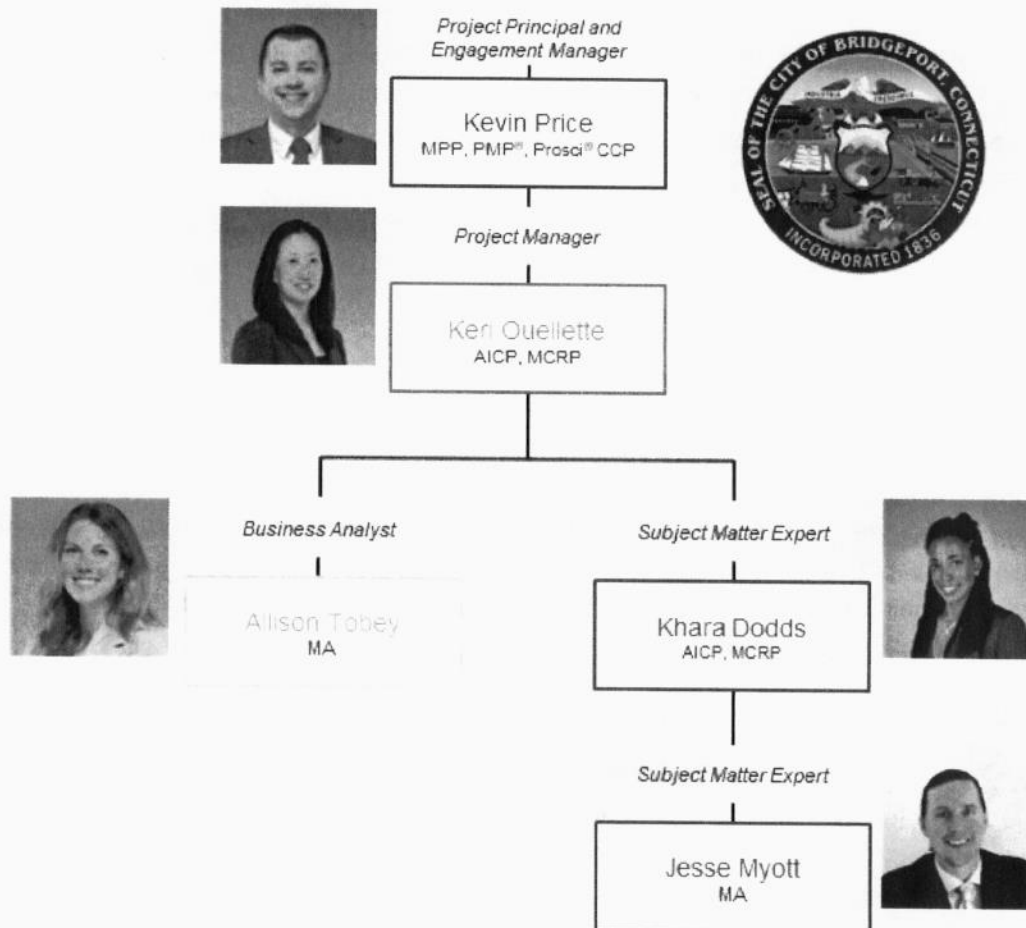 Project Principal and
Engagement Manager
Kevin Price
MPP, PMP®, Prosci® CCP
SEAL OF THE CITY OF BRIDGEPORT, CONNECTICUT
INCORPORATED 1836
Project Manager
Keri Ouellette
AICP, MCRP
Business Analyst
Allison Tobey
MA
Subject Matter Expert
Khara Dodds
AICP, MCRP
Subject Matter Expert
Jesse Myott
MA